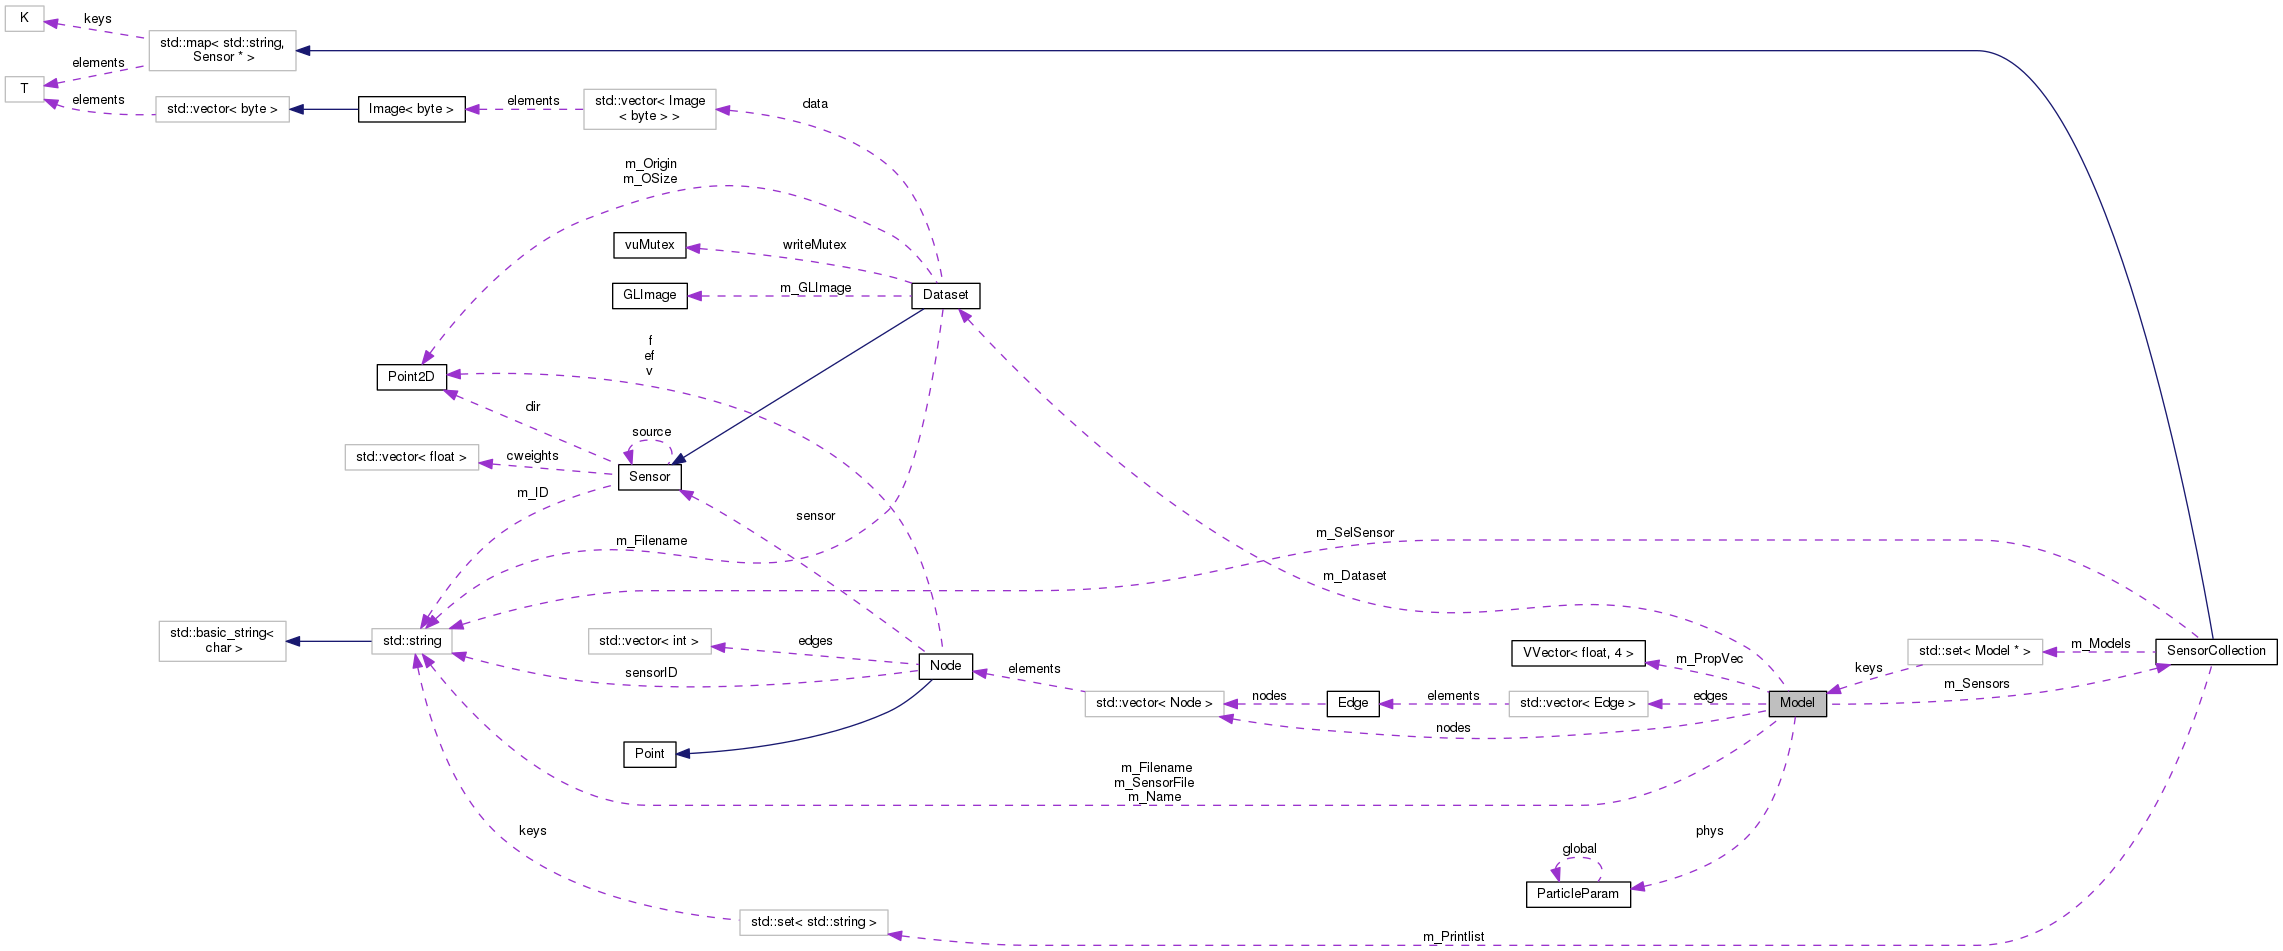 K
keys
std::map< std::string,
Sensor * >
elements
T
elements
std::vector< byte >
Image< byte >
elements
std::vector< Image
< byte > >
data
m_Origin
m_OSize
vuMutex
writeMutex
GLImage
m_GLImage
Dataset
f
ef
v
Point2D
dir
source
std::vector< float >
cweights
Sensor
m_ID
sensor
m_Filename
m_SelSensor
m_Dataset
std::basic_string<
char >
std::string
std::vector< int >
edges
sensorID
Node
elements
std::vector< Node >
nodes
Edge
elements
std::vector< Edge >
edges
nodes
VVector< float, 4 >
m_PropVec
Model
keys
std::set< Model * >
m_Models
SensorCollection
m_Sensors
Point
m_Filename
m_SensorFile
m_Name
keys
phys
global
ParticleParam
std::set< std::string >
m_Printlist